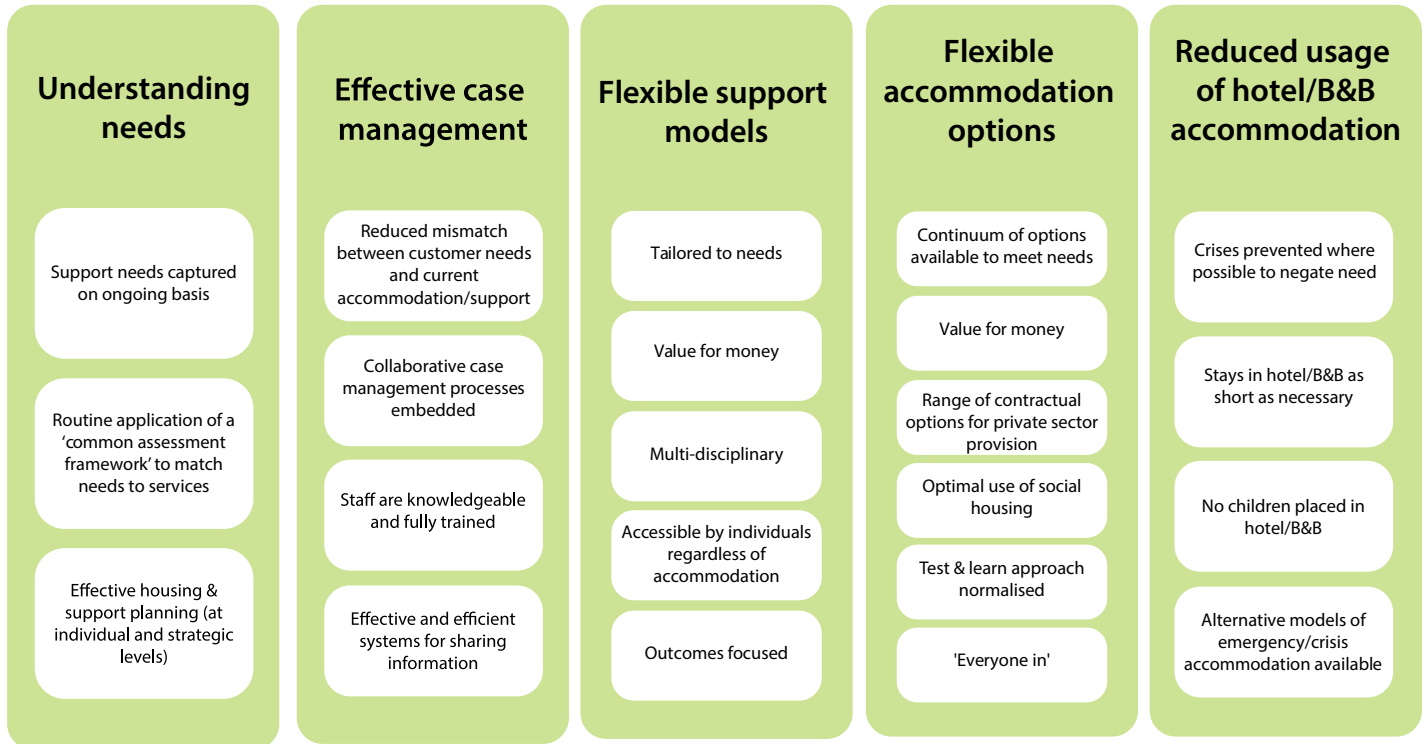 Understanding
needs
Support needs captured
on ongoing basis
Routine application of a
‘common assessment
framework’ to match
needs to services
Effective housing &
support planning (at
individual and strategic
levels)
Effective case
management
Reduced mismatch
between customer needs
and current
accommodation/support
Collaborative case
management processes
embedded
Staff are knowledgeable
and fully trained
Effective and efficient
systems for sharing
information
Flexible support
models
Tailored to needs
Value for money
Multi-disciplinary
Accessible by individuals
regardless of
accommodation
Outcomes focused
Flexible
accommodation
options
Continuum of options
available to meet needs
Value for money
Range of contractual
options for private sector
provision
Optimal use of social
housing
Test & learn approach
normalised
'Everyone in'
Reduced usage
of hotel/B&B
accommodation
Crises prevented where
possible to negate need
Stays in hotel/B&B as
short as necessary
No children placed in
hotel/B&B
Alternative models of
emergency/crisis
accommodation available